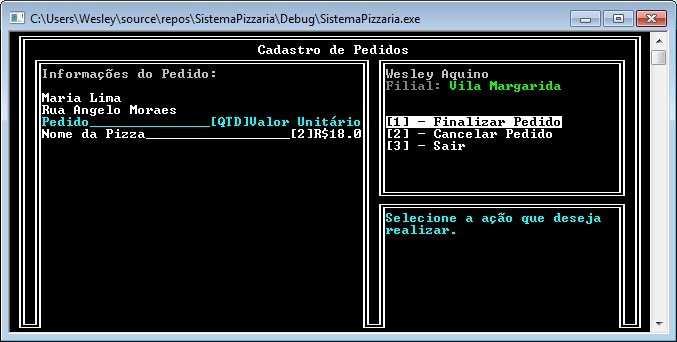 C:\Users\Wesley\source\repos\SistemaPizzaria\Debug\SistemaPizzaria.exe
Cadastro de Pedidos
Informações do Pedido:
Maria Lima
Rua Angelo Moraes
Pedido_______________[QTD]Valor Unitário
Nome da Pizza__________________[2]R$18.0
Wesley Aquino
Filial: Vila Margarida
[1] - Finalizar Pedido
[2] - Cancelar Pedido
[3] - Sair
Selecione a ação que deseja
realizar.